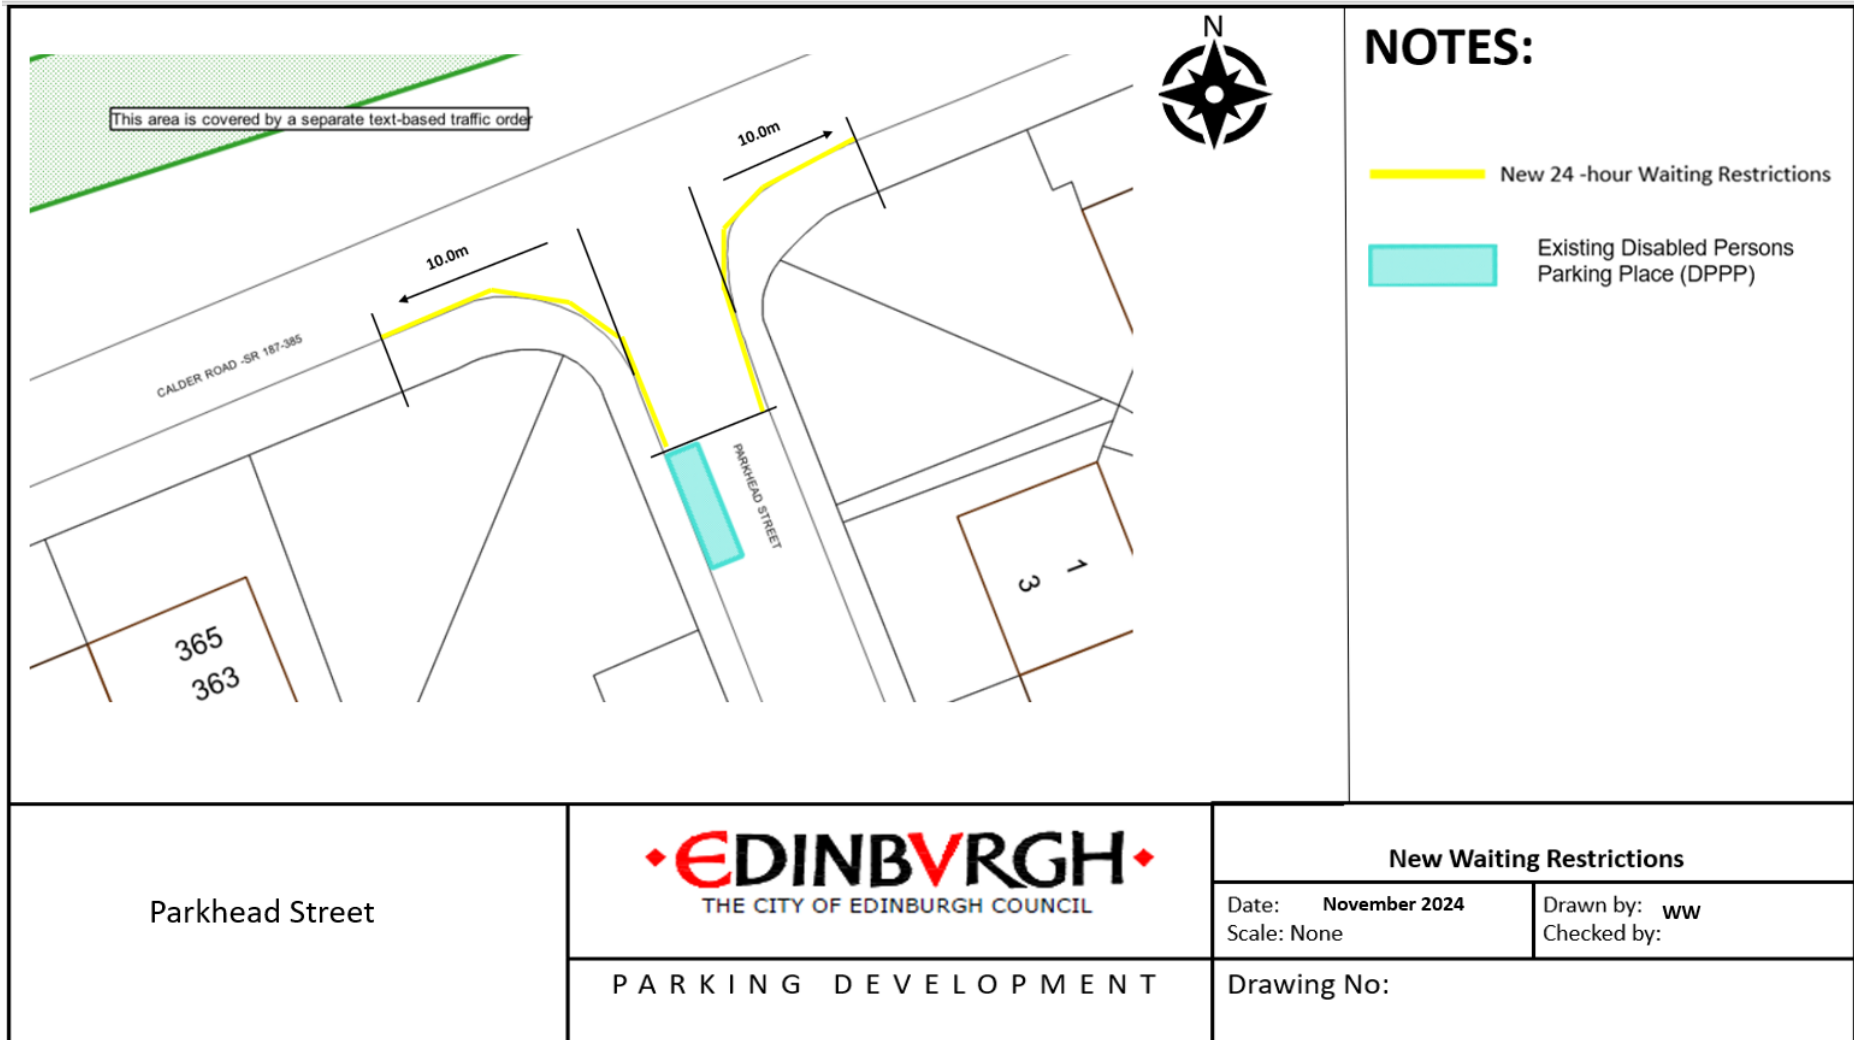 N
NOTES:
This area is covered by a separate text-based traffic order
10.0m
10.0m
New 24 -hour Waiting Restrictions
Existing Disabled Persons
Parking Place (DPPP)
CALDER ROAD -SR 187-385
PARKHEAD STREET
1
3
365
363
Parkhead Street
EDINBVRGH
THE CITY OF EDINBURGH COUNCIL
PARKING DEVELOPMENT
New Waiting Restrictions
Date: November 2024
Scale: None
Drawn by: WW
Checked by:
Drawing No: